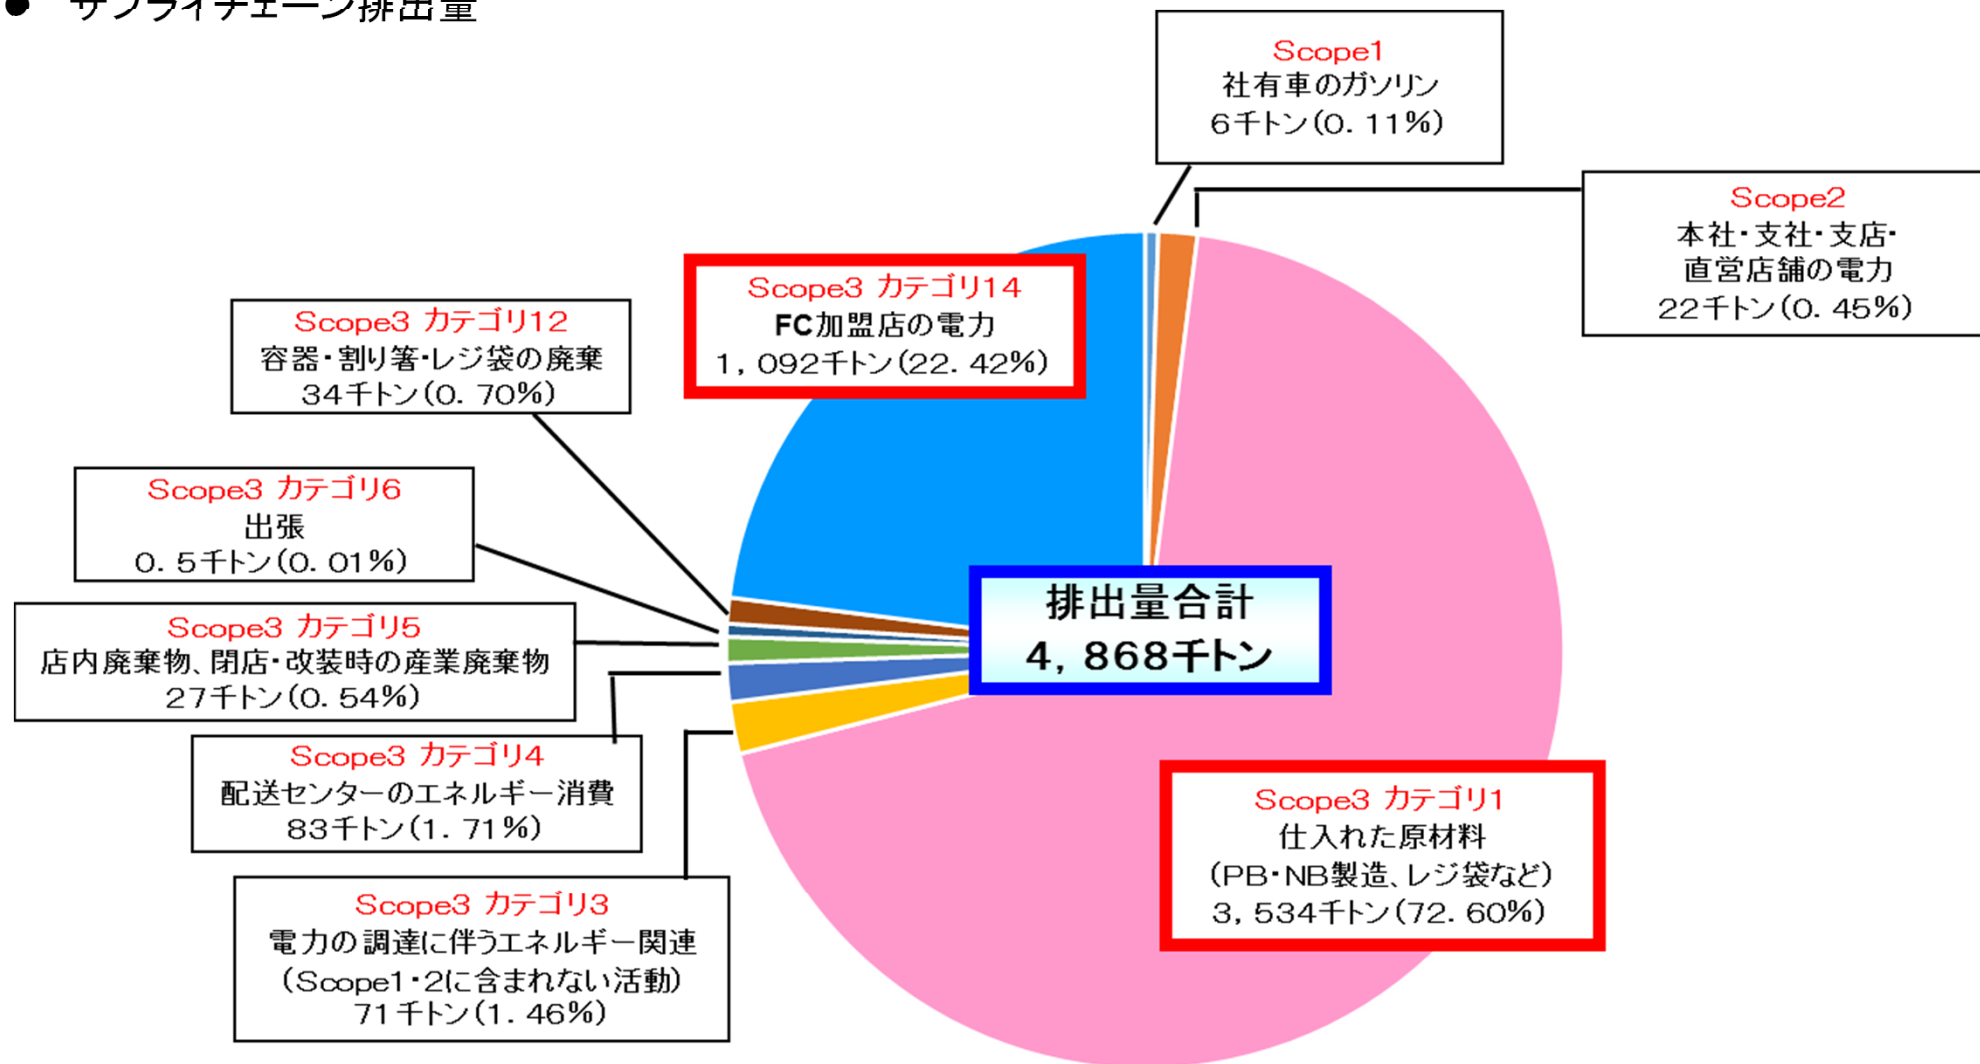 ● サプライチェーン排出量
Scope1
社有車のガソリン
6千トン(0.11%)
Scope2
本社・支社・支店・
直営店舗の電力
22千トン(0.45%)
Scope3 カテゴリ14
FC加盟店の電力
1,092千トン(22.42%)
Scope3 カテゴリ12
容器・割り箸・レジ袋の廃棄
34千トン(0.70%)
Scope3 カテゴリ6
出張
0.5千トン(0.01%)
Scope3 カテゴリ5
店内廃棄物、閉店・改装時の産業廃棄物
27千トン(0.54%)
排出量合計
4,868千トン
Scope3 カテゴリ4
配送センターのエネルギー消費
83千トン(1.71%)
Scope3 カテゴリ1
仕入れた原材料
(PB・NB製造、レジ袋など)
3,534千トン(72.60%)
Scope3 カテゴリ3
電力の調達に伴うエネルギー関連
(Scope1・2に含まれない活動)
71千トン(1.46%)